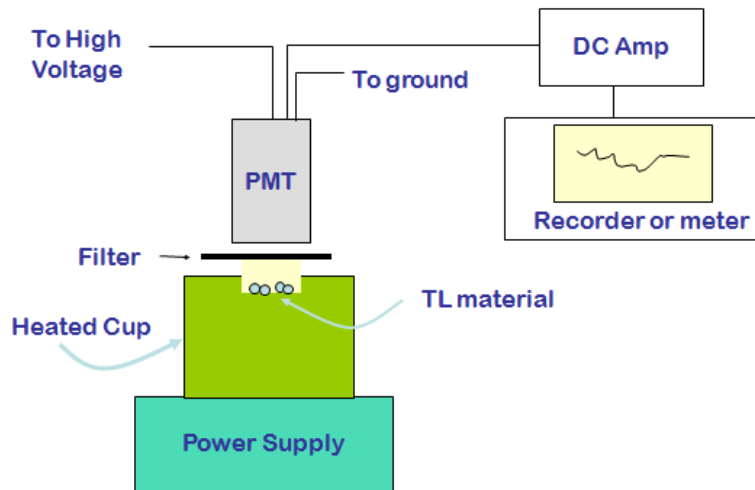 To High
Voltage
DC Amp
To ground
PMT
Recorder or meter
Filter
TL material
Heated Cup
Power Supply